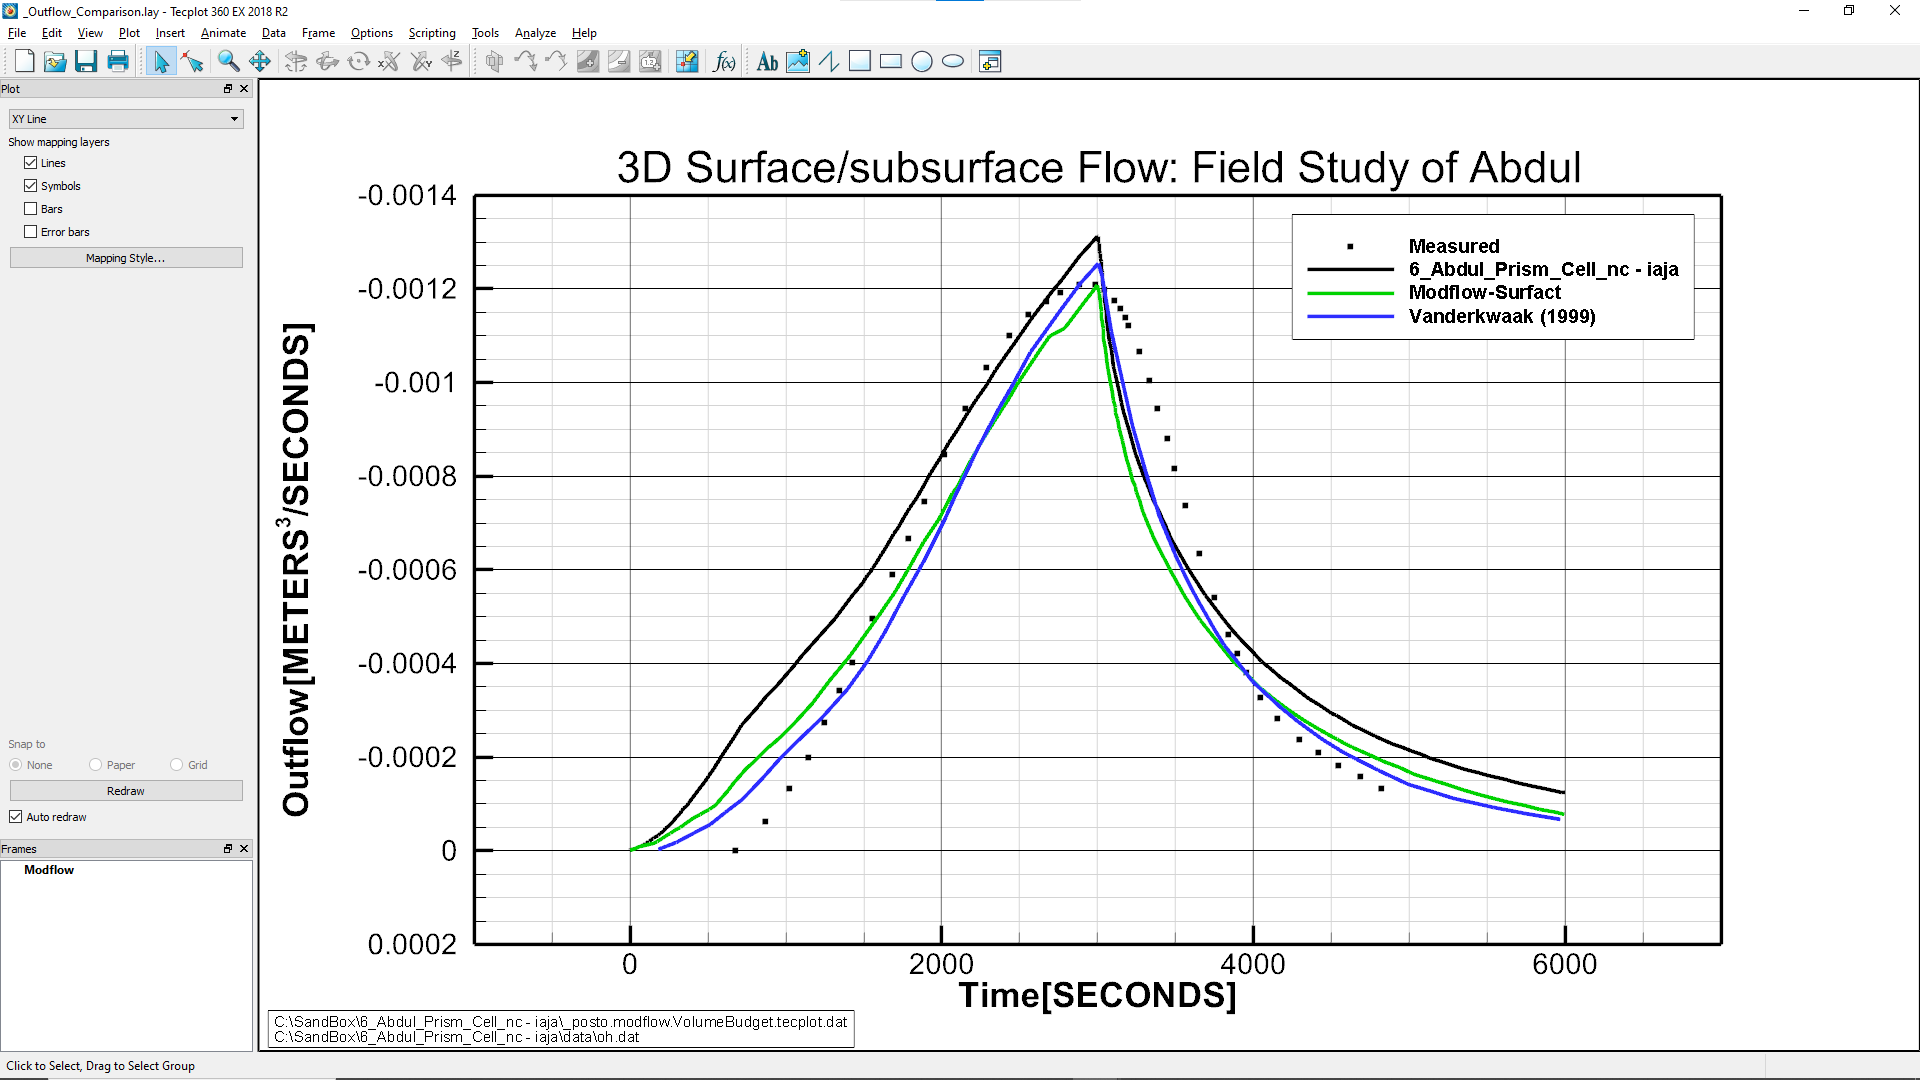 _Outflow_Comparison.lay - Tecplot 360 EX 2018 R2
File Edit View Plot Insert Animate Data Frame Options Scripting Tools Analyze Help
Plot
XY Line
Show mapping layers
Lines
Symbols
Bars
Error bars
Mapping Style...
Snap to
None Paper Grid
Redraw
Auto redraw
Frames
Modflow
3D Surface/subsurface Flow: Field Study of Abdul
Outflow[METERS³/SECONDS]
-0.0014
-0.0012
-0.001
-0.0008
-0.0006
-0.0004
-0.0002
0
0.0002
Measured
6_Abdul_Prism_Cell_nc - iaja
Modflow-Surfact
Vanderkwaak (1999)
0 2000 4000 6000
Time[SECONDS]
C:\SandBox\6_Abdul_Prism_Cell_nc - iaja\_posto.modflow.VolumeBudget.tecplot.dat
C:\SandBox\6_Abdul_Prism_Cell_nc - iaja\data\oh.dat
Click to Select, Drag to Select Group